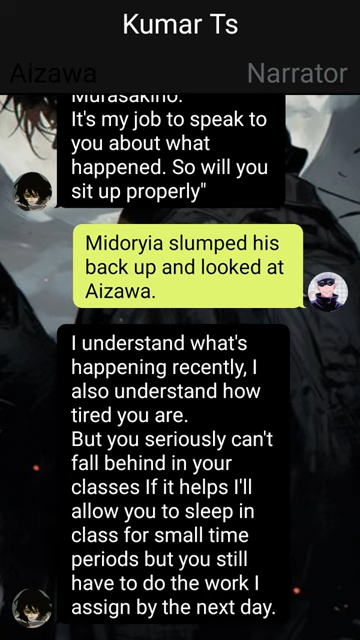 Kumar Ts
Aizawa Narrator
Murasakino.
It's my job to speak to
you about what
happened. So will you
sit up properly"
Midoryia slumped his
back up and looked at
Aizawa.
I understand what's
happening recently, I
also understand how
tired you are.
But you seriously can't
fall behind in your
classes If it helps I'll
allow you to sleep in
class for small time
periods but you still
have to do the work I
assign by the next day.